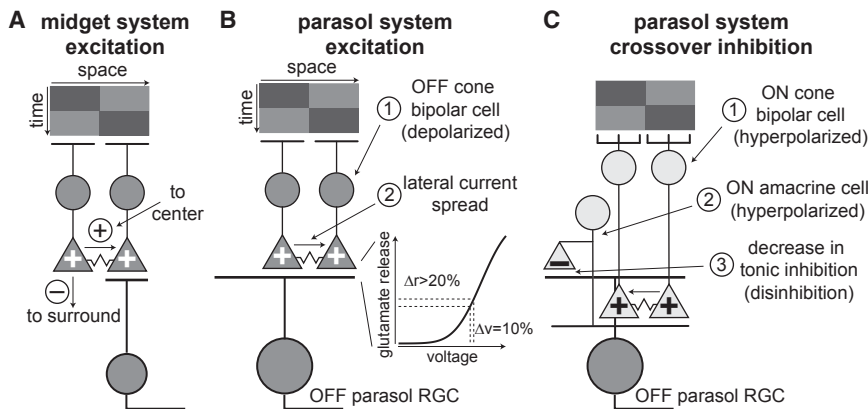 A midget system
excitation
space
time
+
to
center
+ +
−
to surround
B parasol system
excitation
space
time
1
OFF cone
bipolar cell
(depolarized)
2
lateral current
spread
+ +
glutamate release
Δr>20%
Δv=10%
voltage
OFF parasol RGC
C parasol system
crossover inhibition
1
ON cone
bipolar cell
(hyperpolarized)
2
ON amacrine cell
(hyperpolarized)
−
3
decrease in
tonic inhibition
(disinhibition)
+ +
OFF parasol RGC